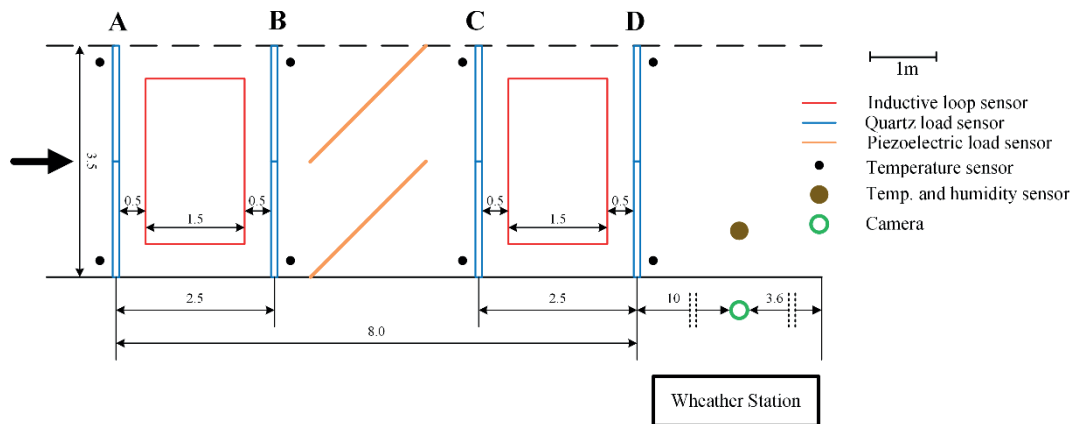 A B C D
1m
Inductive loop sensor
Quartz load sensor
Piezoelectric load sensor
Temperature sensor
Temp. and humidity sensor
Camera
3.5
0.5 0.5 0.5 0.5
1.5 1.5
2.5 2.5 10 3.6
8.0
Wheather Station